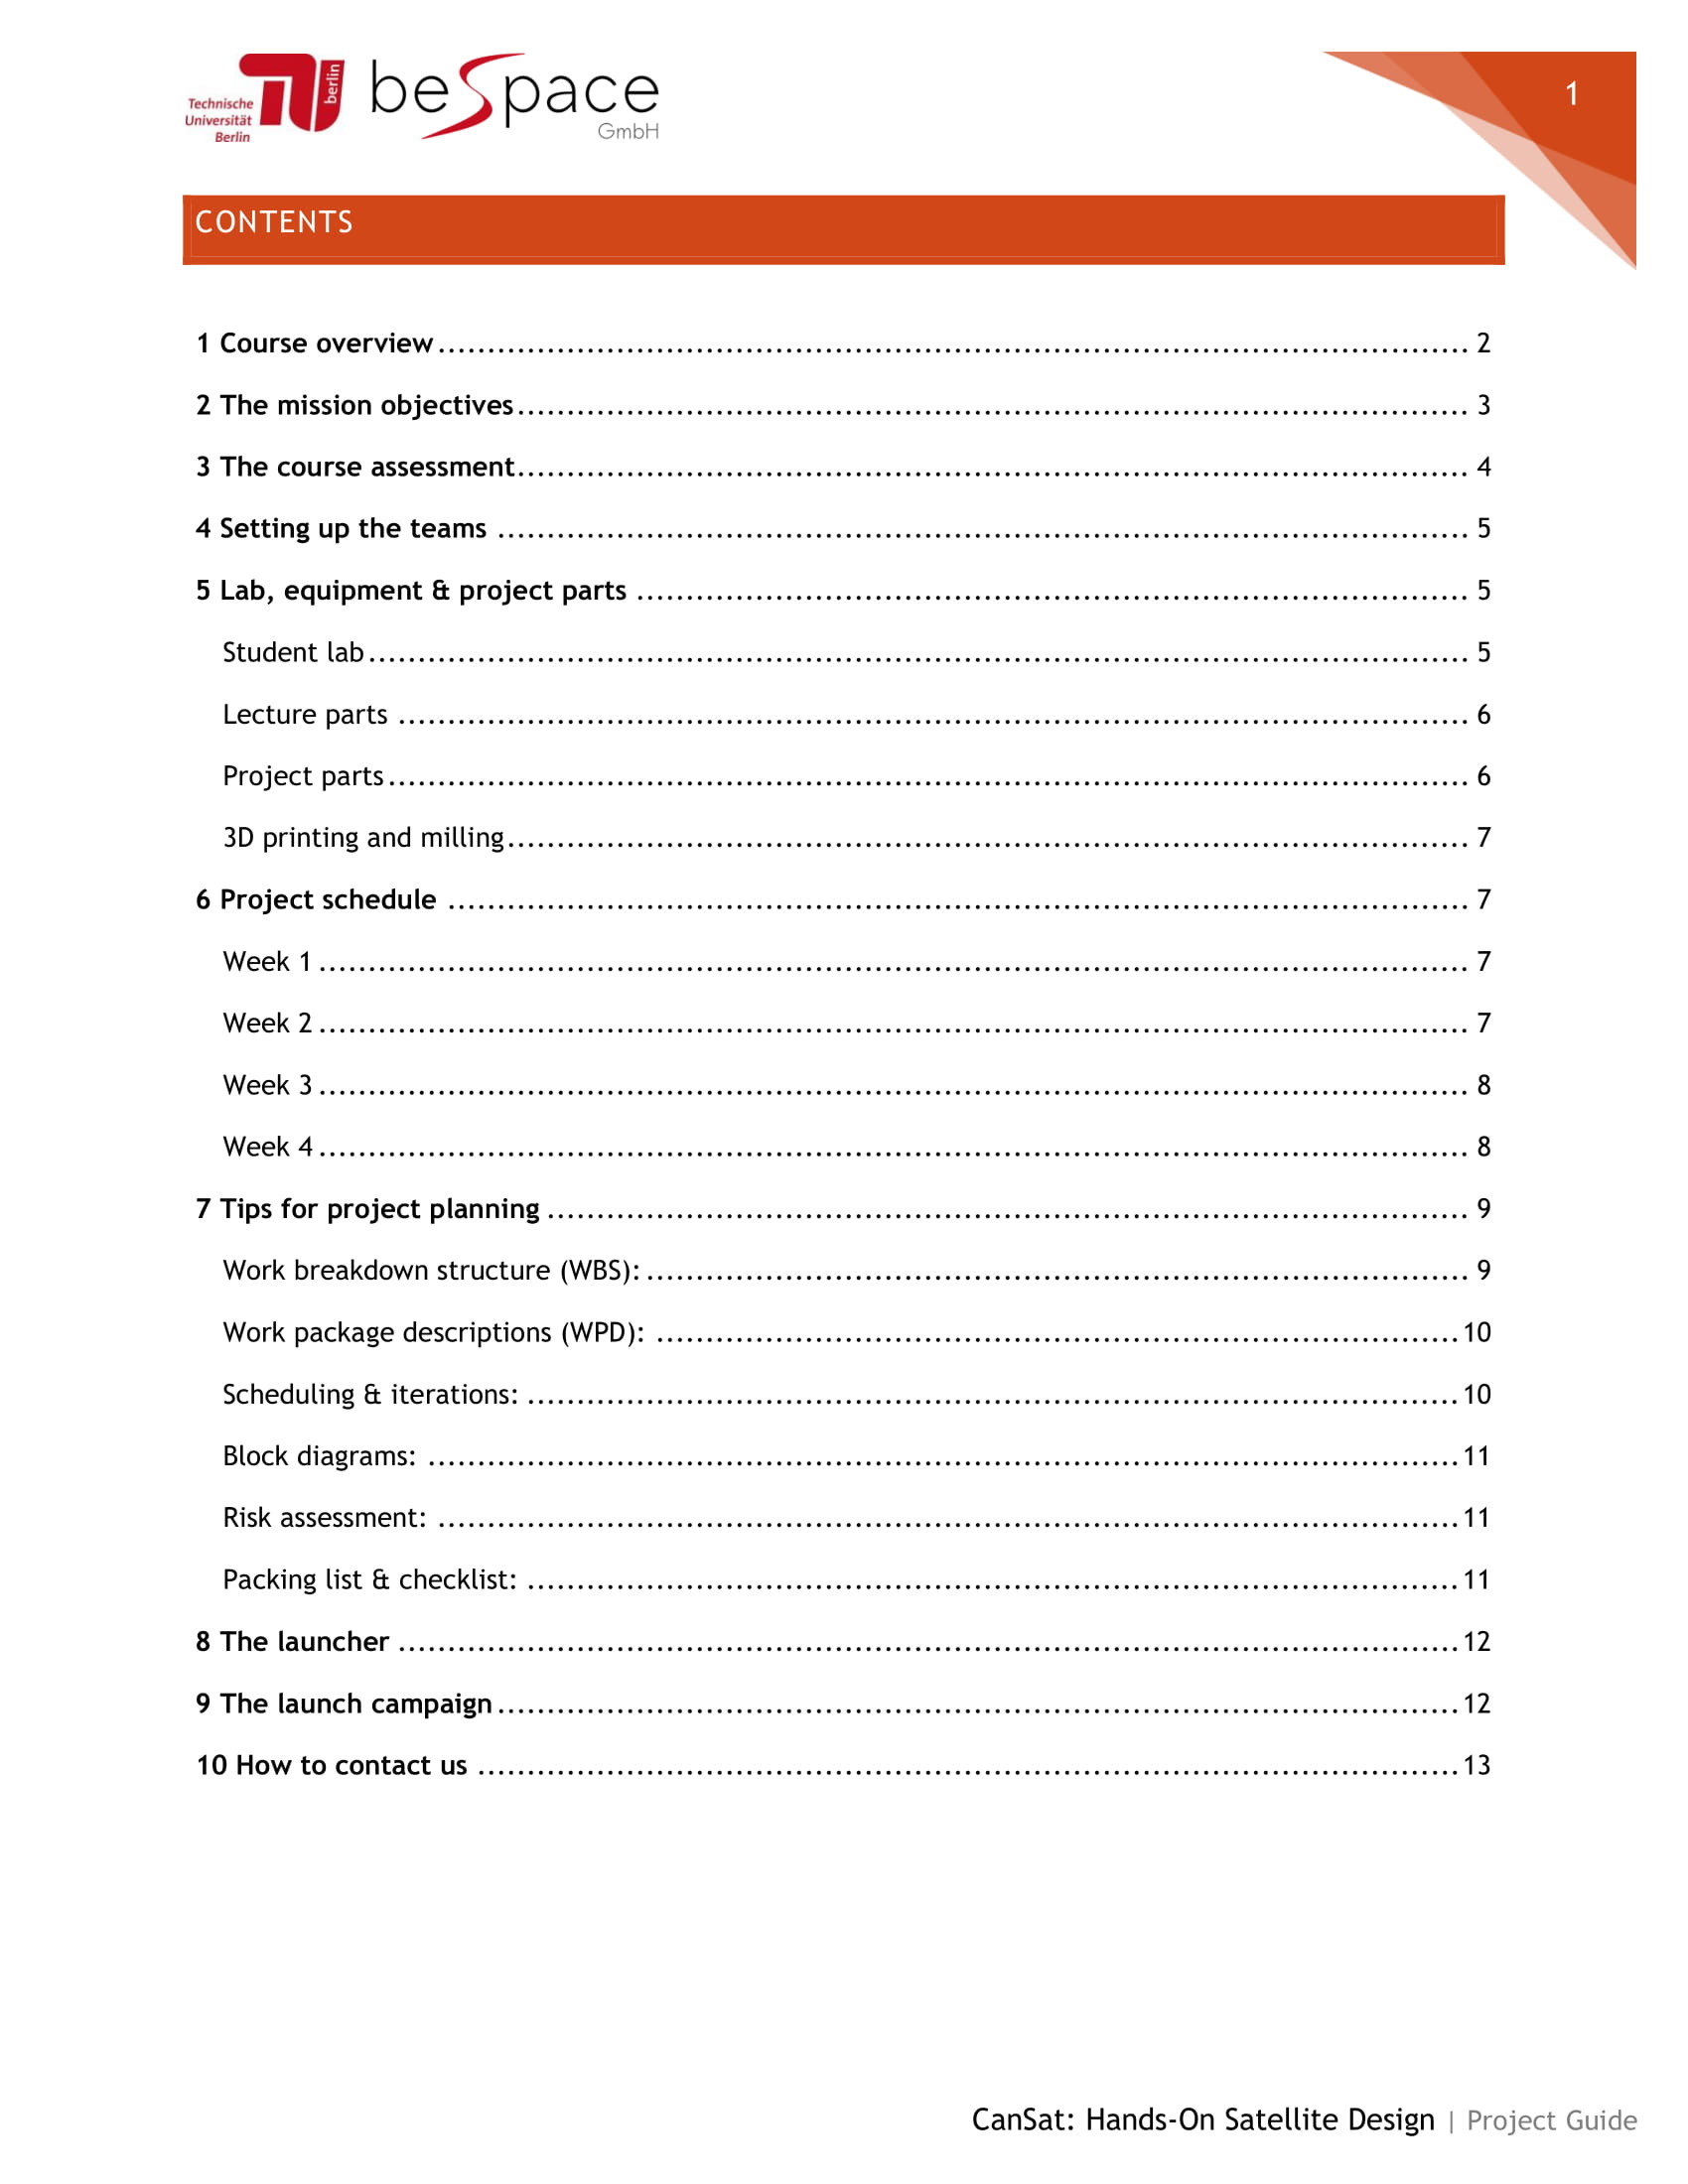 Technische
Universität
Berlin
berlin
beSpace
GmbH
1
CONTENTS
1 Course overview ........ 2
2 The mission objectives ........ 3
3 The course assessment ........ 4
4 Setting up the teams ........ 5
5 Lab, equipment & project parts ........ 5
Student lab ........ 5
Lecture parts ........ 6
Project parts ........ 6
3D printing and milling ........ 7
6 Project schedule ........ 7
Week 1 ........ 7
Week 2 ........ 7
Week 3 ........ 8
Week 4 ........ 8
7 Tips for project planning ........ 9
Work breakdown structure (WBS): ........ 9
Work package descriptions (WPD): ........ 10
Scheduling & iterations: ........ 10
Block diagrams: ........ 11
Risk assessment: ........ 11
Packing list & checklist: ........ 11
8 The launcher ........ 12
9 The launch campaign ........ 12
10 How to contact us ........ 13
CanSat: Hands-On Satellite Design | Project Guide